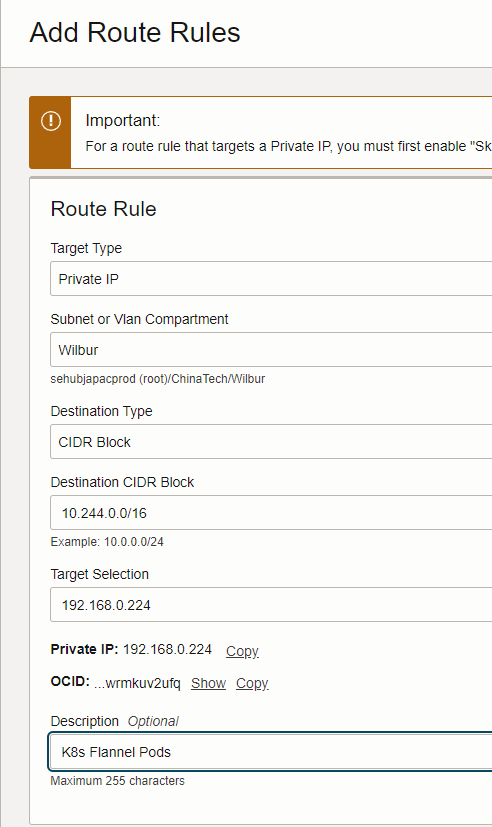 Add Route Rules
Important:
For a route rule that targets a Private IP, you must first enable "Sk
Route Rule
Target Type
Private IP
Subnet or Vlan Compartment
Wilbur
sehubjapacprod (root)/ChinaTech/Wilbur
Destination Type
CIDR Block
Destination CIDR Block
10.244.0.0/16
Example: 10.0.0.0/24
Target Selection
192.168.0.224
Private IP: 192.168.0.224 Copy
OCID: ...wrmkuv2ufq Show Copy
Description Optional
K8s Flannel Pods
Maximum 255 characters